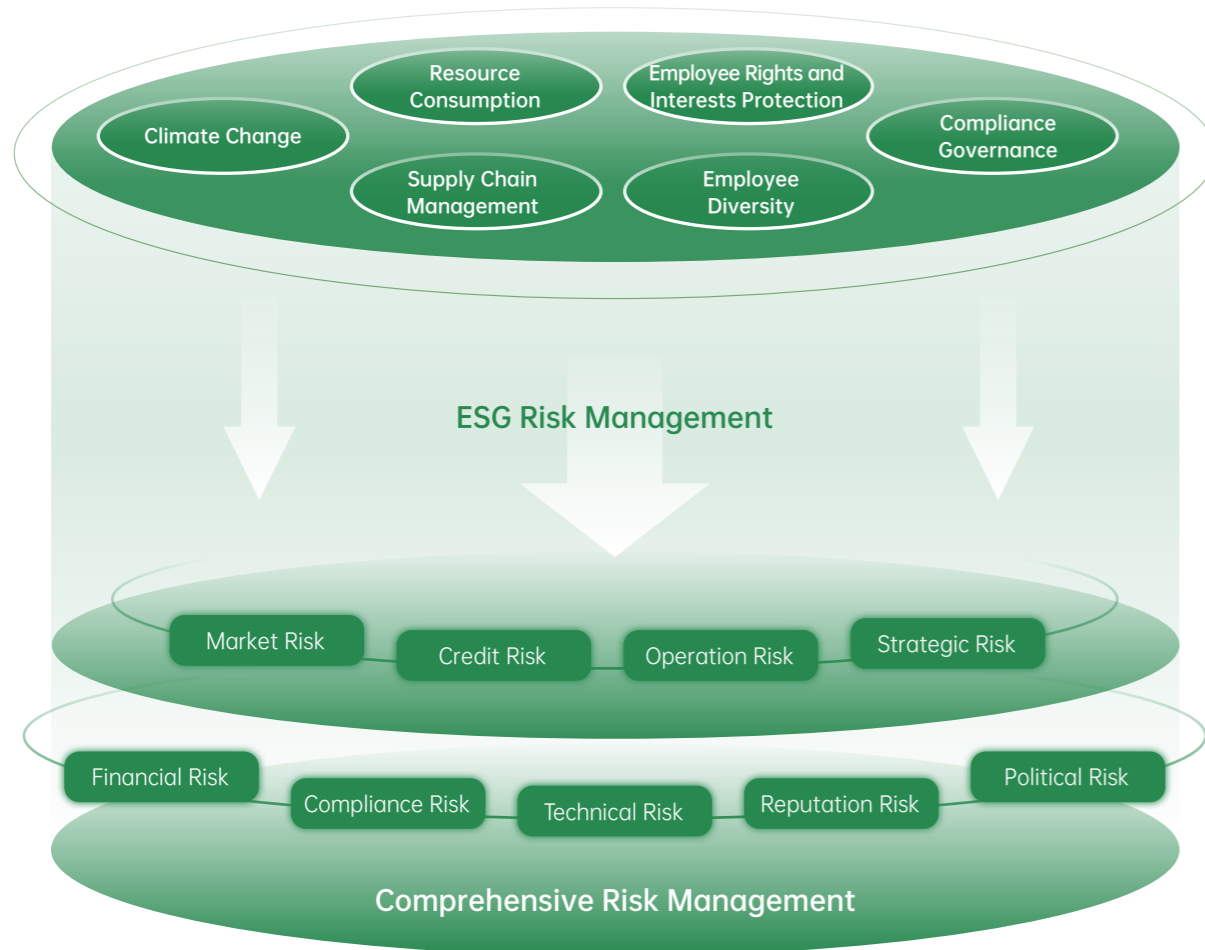 Resource
Consumption
Employee Rights and
Interests Protection
Climate Change
Compliance
Governance
Supply Chain
Management
Employee
Diversity
ESG Risk Management
Market Risk
Credit Risk
Operation Risk
Strategic Risk
Financial Risk
Compliance Risk
Technical Risk
Reputation Risk
Political Risk
Comprehensive Risk Management